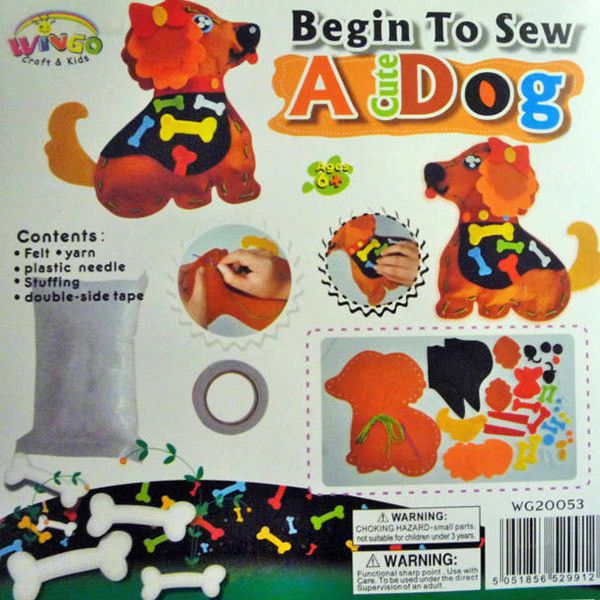 WINGO
Craft & Kids
Begin To Sew
A Cute Dog
Ages
6+
Contents:
• Felt • yarn
• plastic needle
• Stuffing
• double-side tape
WG20053
⚠ WARNING:
CHOKING HAZARD-small parts.
not suitable for children under 3 years.
⚠ WARNING:
Functional sharp point . Use with
Care. To be used under the direct
Supervision of an adult.
5 051856 529912